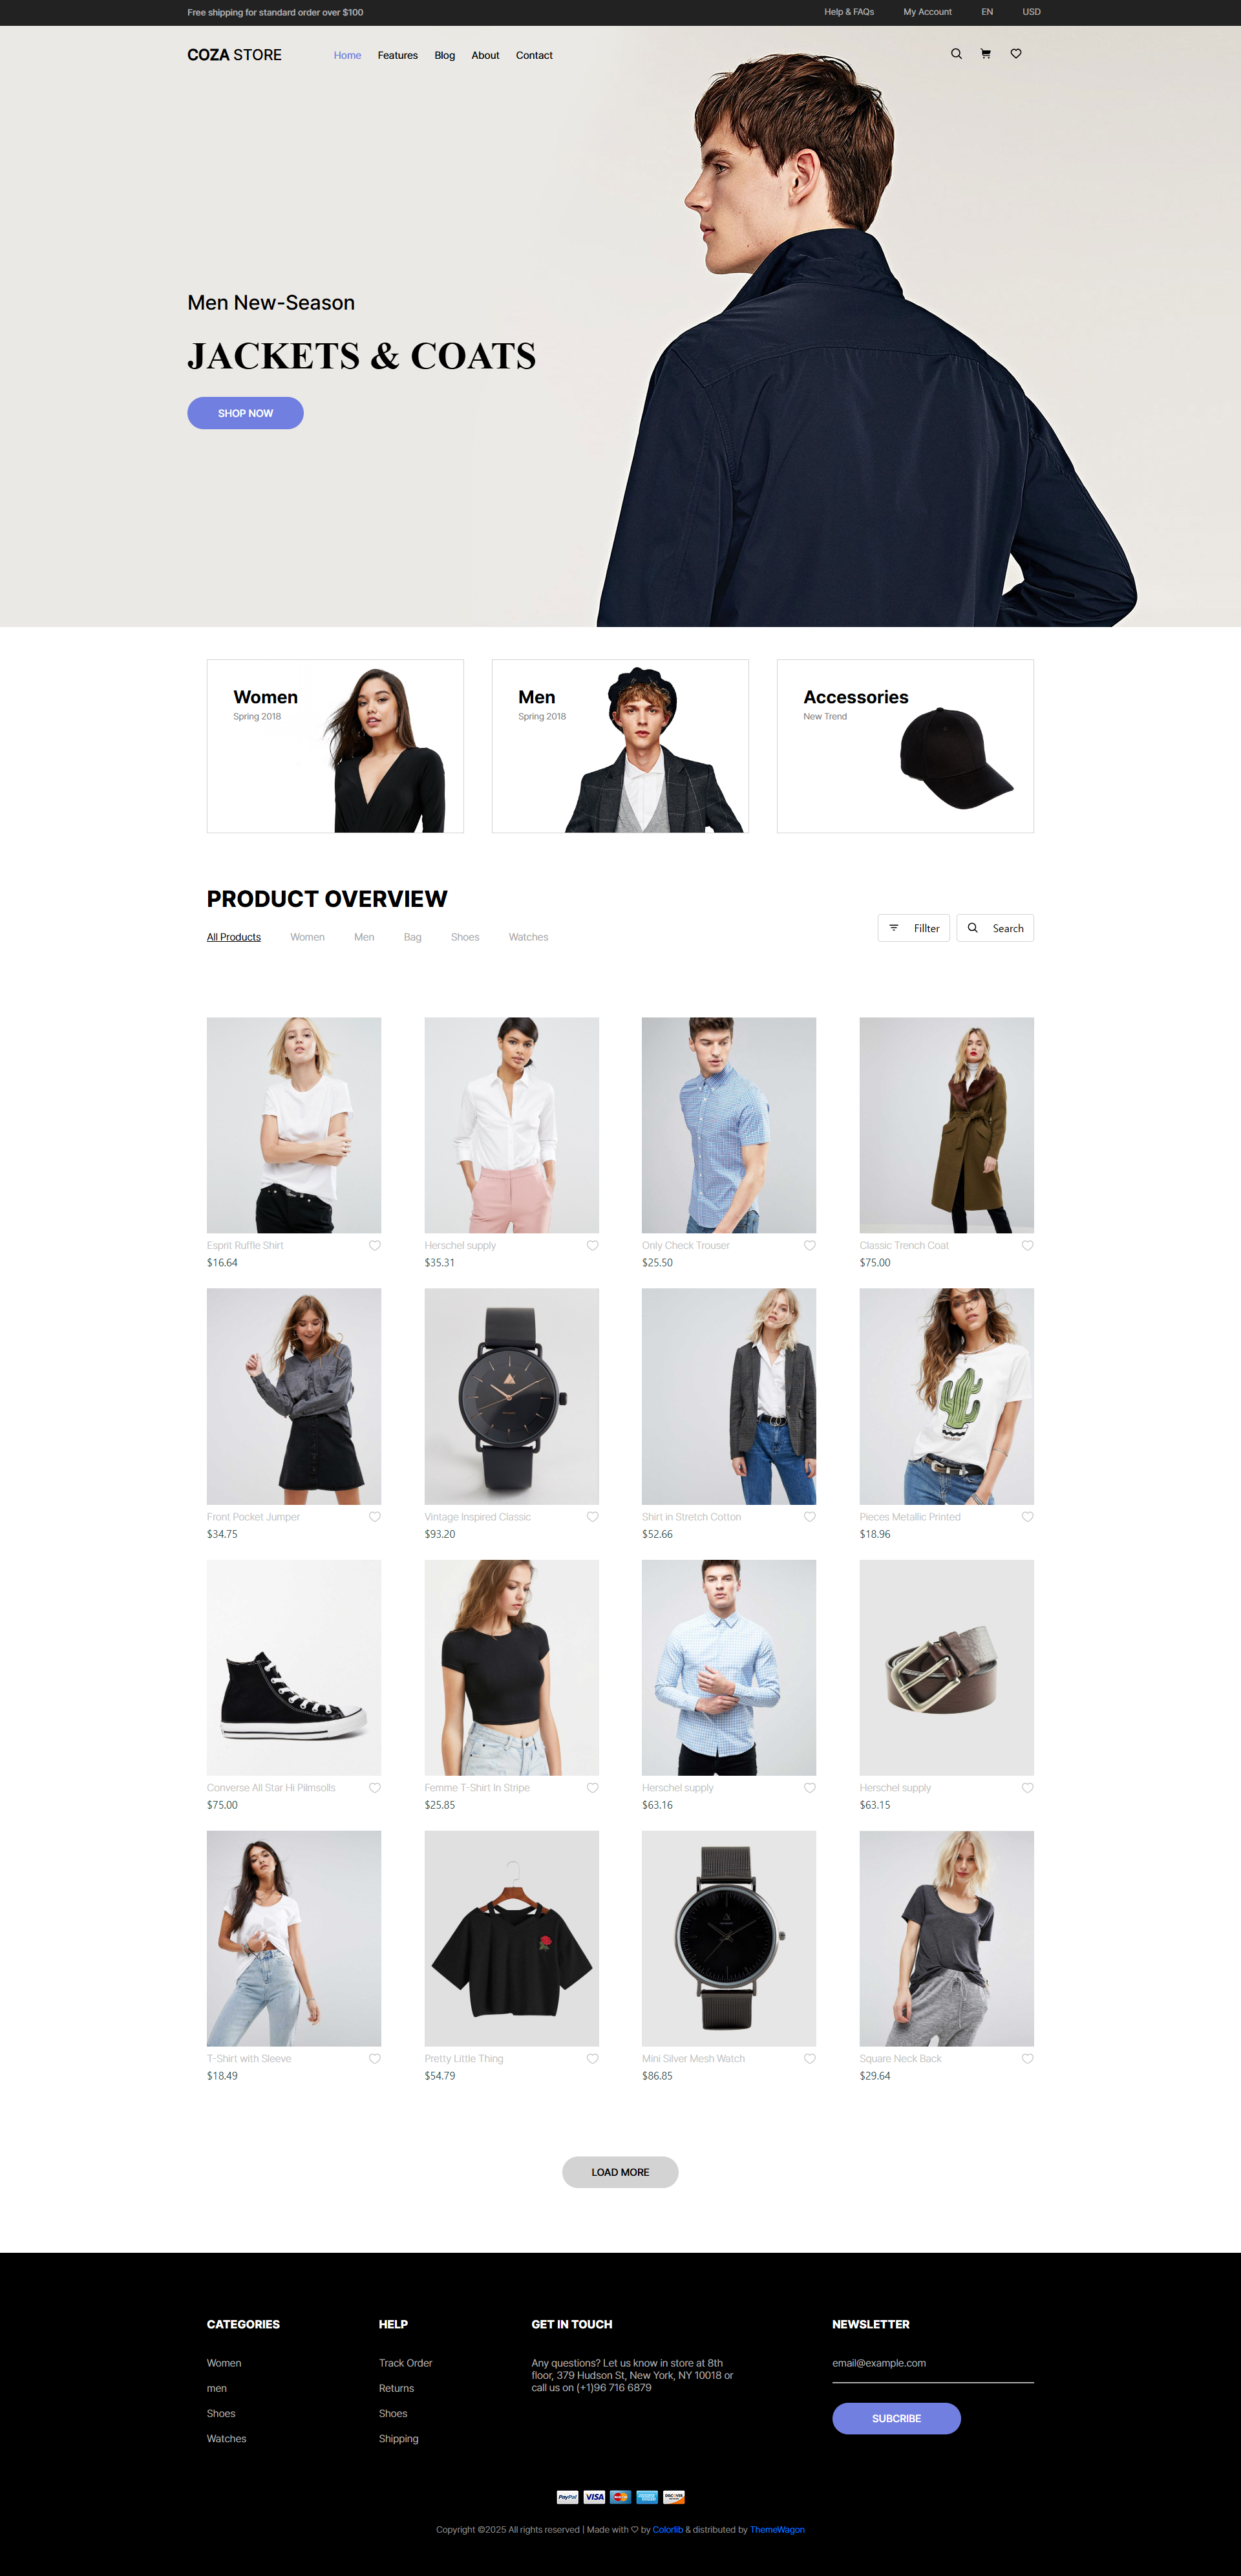 Free shipping for standard order over $100
Help & FAQs My Account EN USD
COZA STORE Home Features Blog About Contact
Men New-Season
JACKETS & COATS
SHOP NOW
Women
Spring 2018
Men
Spring 2018
Accessories
New Trend
PRODUCT OVERVIEW
All Products Women Men Bag Shoes Watches
Fillter Search
Esprit Ruffle Shirt
$16.64
Herschel supply
$35.31
Only Check Trouser
$25.50
Classic Trench Coat
$75.00
Front Pocket Jumper
$34.75
Vintage Inspired Classic
$93.20
Shirt in Stretch Cotton
$52.66
Pieces Metallic Printed
$18.96
Converse All Star Hi Pilmsolls
$75.00
Femme T-Shirt In Stripe
$25.85
Herschel supply
$63.16
Herschel supply
$63.15
T-Shirt with Sleeve
$18.49
Pretty Little Thing
$54.79
Mini Silver Mesh Watch
$86.85
Square Neck Back
$29.64
LOAD MORE
CATEGORIES
Women
men
Shoes
Watches
HELP
Track Order
Returns
Shoes
Shipping
GET IN TOUCH
Any questions? Let us know in store at 8th
floor, 379 Hudson St, New York, NY 10018 or
call us on (+1)96 716 6879
NEWSLETTER
email@example.com
SUBCRIBE
PayPal VISA DISCOVER
Copyright ©2025 All rights reserved | Made with ♡ by Colorlib & distributed by ThemeWagon